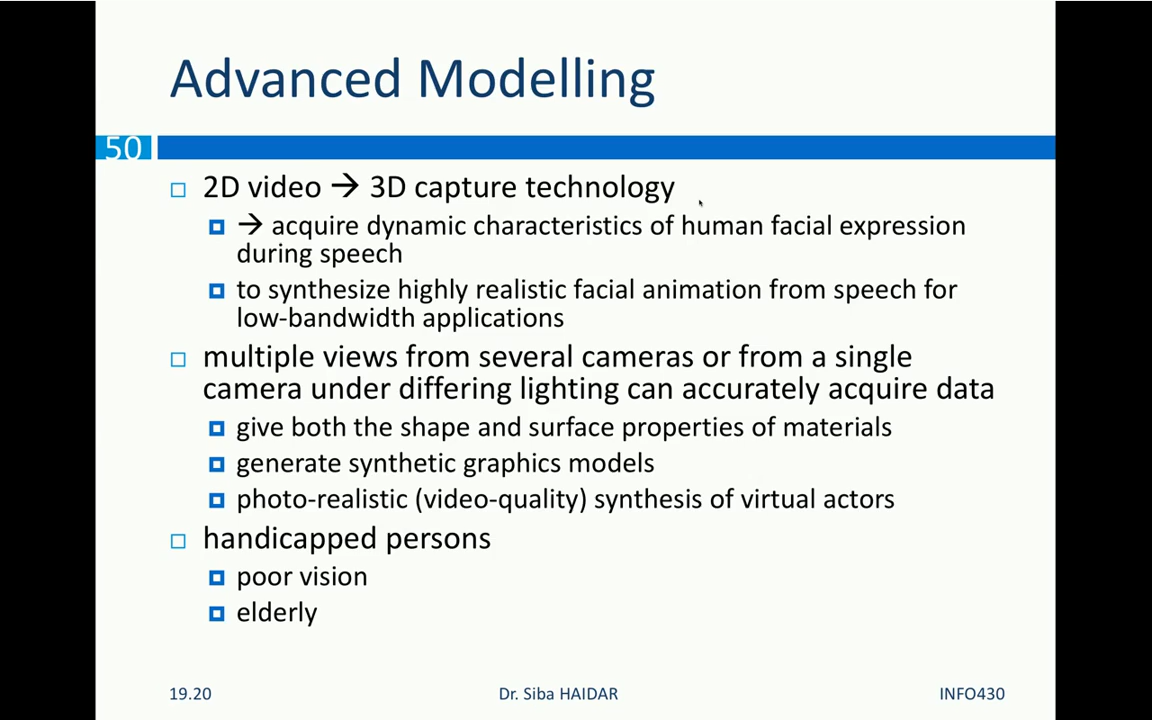 Advanced Modelling
50
2D video → 3D capture technology
→ acquire dynamic characteristics of human facial expression
during speech
to synthesize highly realistic facial animation from speech for
low-bandwidth applications
multiple views from several cameras or from a single
camera under differing lighting can accurately acquire data
give both the shape and surface properties of materials
generate synthetic graphics models
photo-realistic (video-quality) synthesis of virtual actors
handicapped persons
poor vision
elderly
19.20 Dr. Siba HAIDAR INFO430